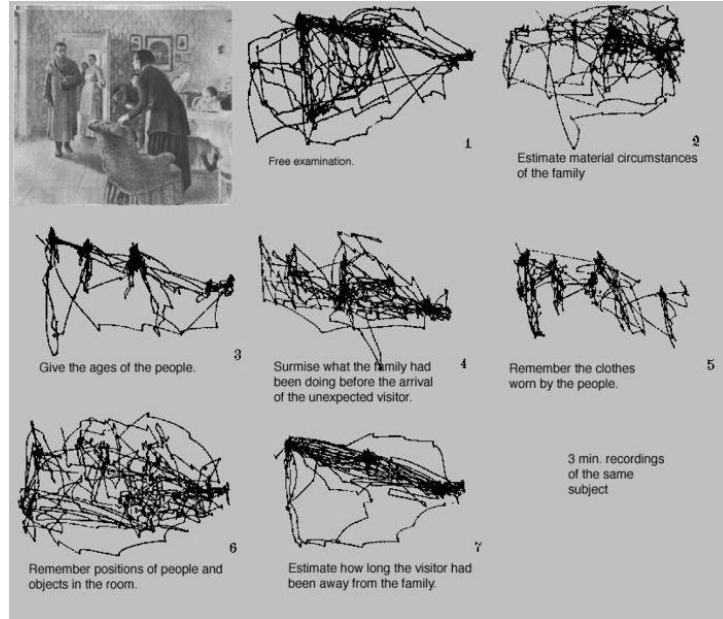 1
Free examination.
2
Estimate material circumstances
of the family
3
Give the ages of the people.
4
Surmise what the family had
been doing before the arrival
of the unexpected visitor.
5
Remember the clothes
worn by the people.
6
Remember positions of people and
objects in the room.
7
Estimate how long the visitor had
been away from the family.
3 min. recordings
of the same
subject